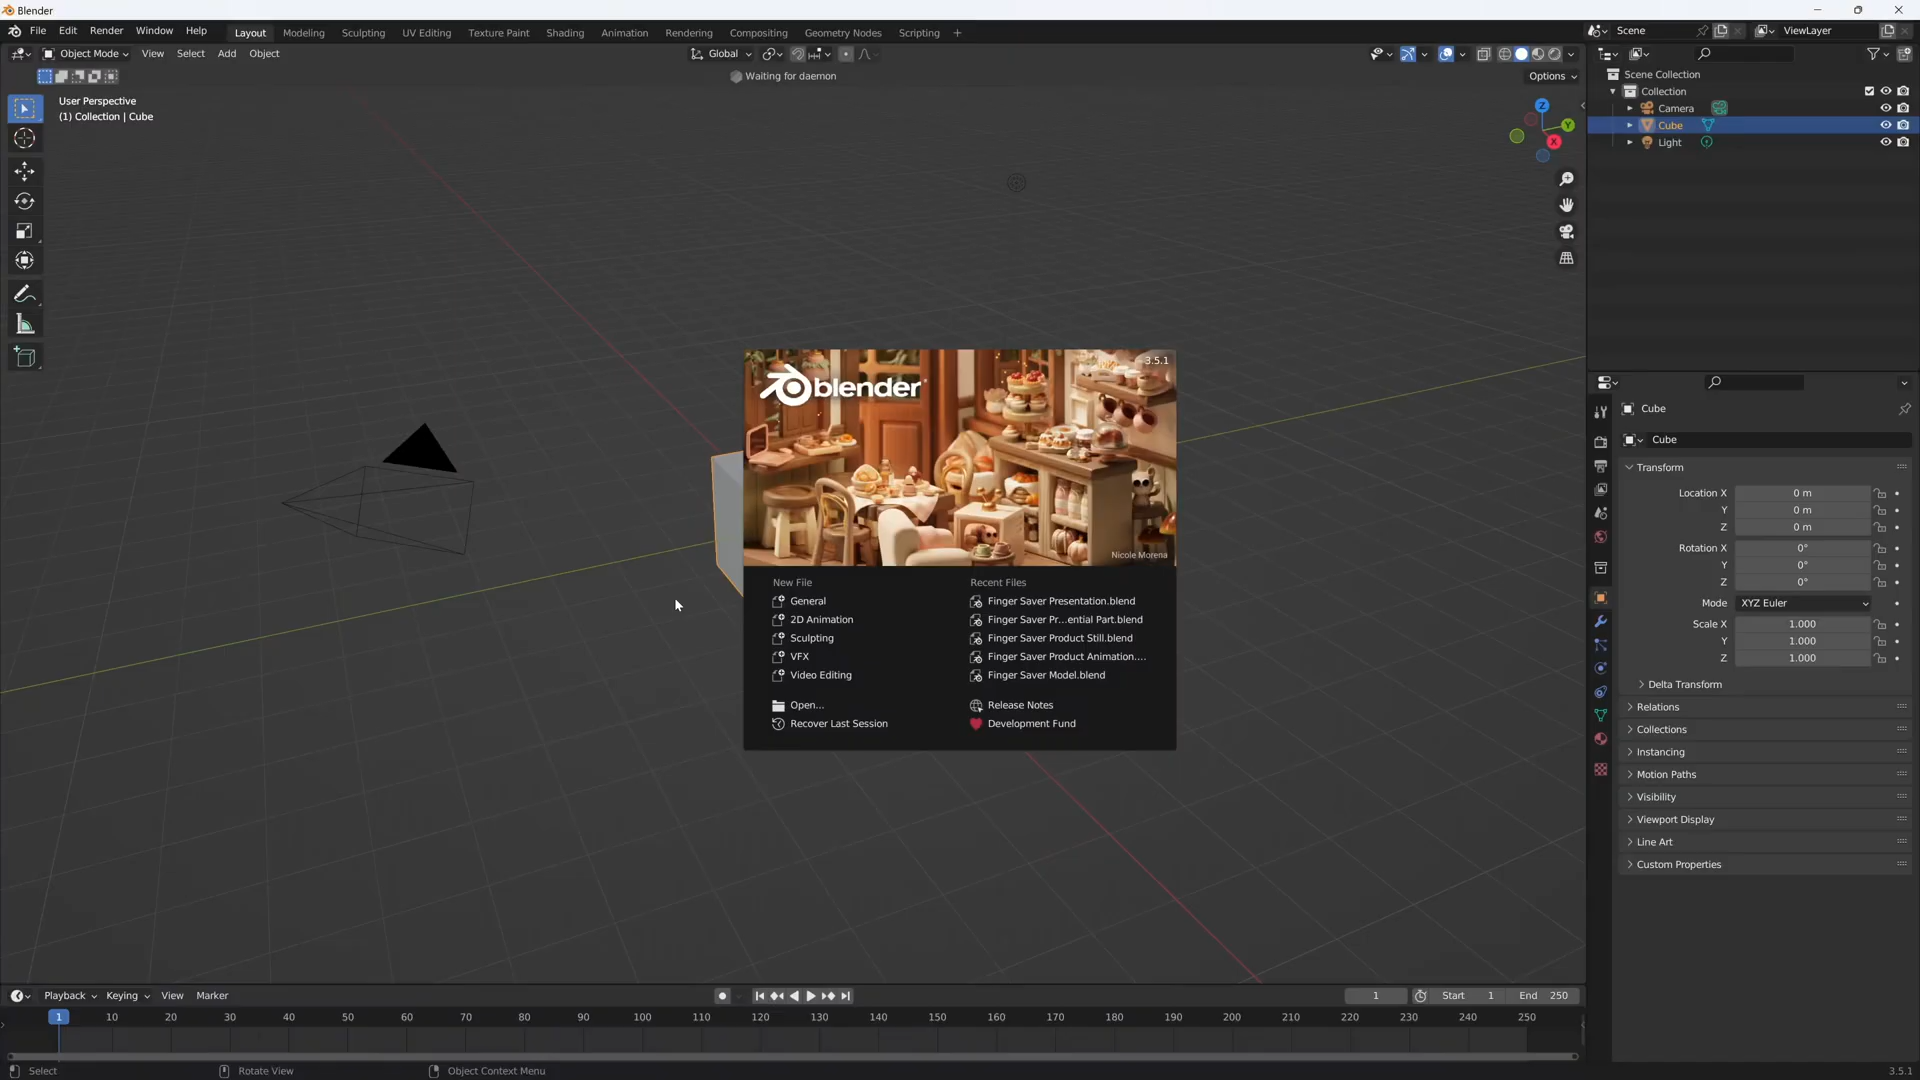 Blender
File Edit Render Window Help Layout Modeling Sculpting UV Editing Texture Paint Shading Animation Rendering Compositing Geometry Nodes Scripting + Scene ViewLayer
Object Mode View Select Add Object Global
Waiting for daemon Options
User Perspective
(1) Collection | Cube
Z
Y
X
Scene Collection
Collection
Camera
Cube
Light
3.5.1
blender
Nicole Morena
New File
General
2D Animation
Sculpting
VFX
Video Editing
Open...
Recover Last Session
Recent Files
Finger Saver Presentation.blend
Finger Saver Pr...ential Part.blend
Finger Saver Product Still.blend
Finger Saver Product Animation....
Finger Saver Model.blend
Release Notes
Development Fund
Cube
Cube
Transform
Location X 0 m
Y 0 m
Z 0 m
Rotation X 0°
Y 0°
Z 0°
Mode XYZ Euler
Scale X 1.000
Y 1.000
Z 1.000
Delta Transform
Relations
Collections
Instancing
Motion Paths
Visibility
Viewport Display
Line Art
Custom Properties
Playback Keying View Marker 1 Start 1 End 250
1 10 20 30 40 50 60 70 80 90 100 110 120 130 140 150 160 170 180 190 200 210 220 230 240 250
Select Rotate View Object Context Menu 3.5.1